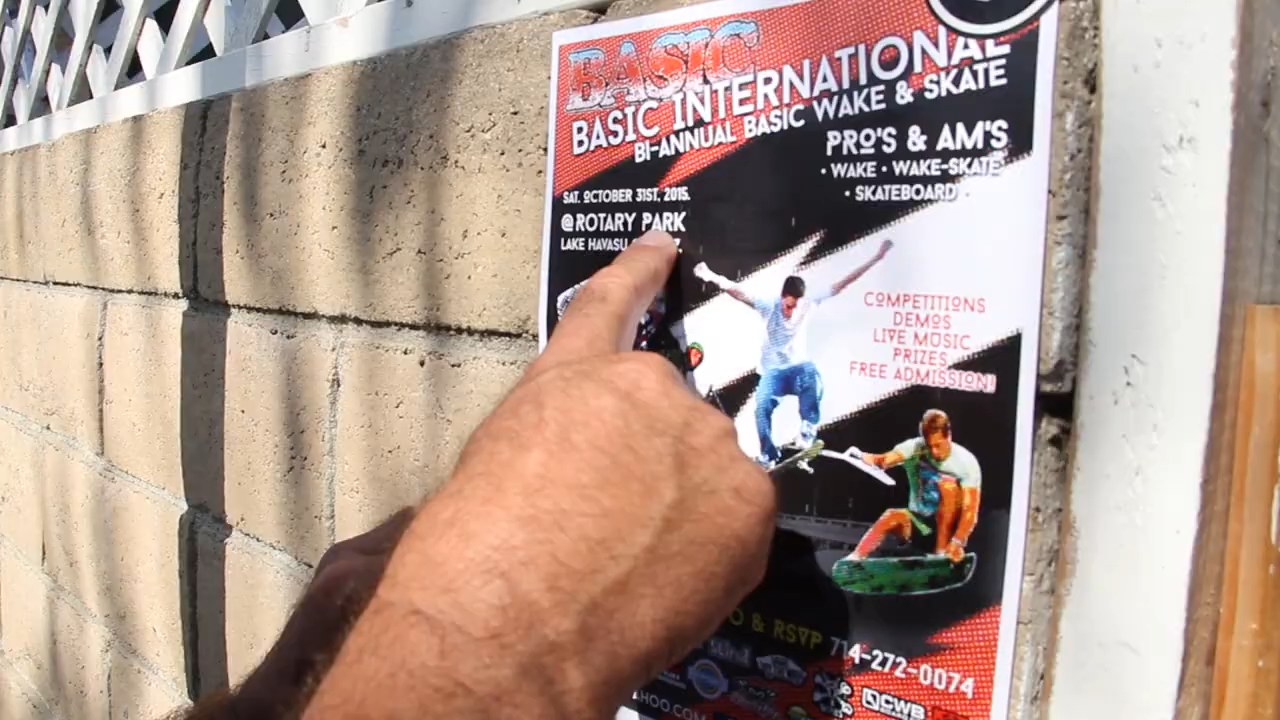 BASIC
BASIC INTERNATIONAL
BI-ANNUAL BASIC WAKE & SKATE
PRO'S & AM'S
• WAKE • WAKE-SKATE
• SKATEBOARD •
SAT. OCTOBER 31ST, 2015.
@ROTARY PARK
LAKE HAVASU
COMPETITIONS
DEMOS
LIVE MUSIC
PRIZES
FREE ADMISSION!
& RSVP 714-272-0074
CWB